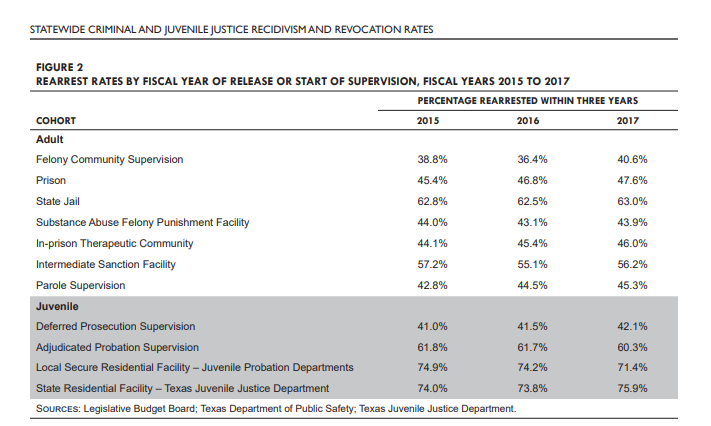 STATEWIDE CRIMINAL AND JUVENILE JUSTICE RECIDIVISM AND REVOCATION RATES
FIGURE 2
REARREST RATES BY FISCAL YEAR OF RELEASE OR START OF SUPERVISION, FISCAL YEARS 2015 TO 2017
PERCENTAGE REARRESTED WITHIN THREE YEARS
COHORT 2015 2016 2017
Adult
Felony Community Supervision 38.8% 36.4% 40.6%
Prison 45.4% 46.8% 47.6%
State Jail 62.8% 62.5% 63.0%
Substance Abuse Felony Punishment Facility 44.0% 43.1% 43.9%
In-prison Therapeutic Community 44.1% 45.4% 46.0%
Intermediate Sanction Facility 57.2% 55.1% 56.2%
Parole Supervision 42.8% 44.5% 45.3%
Juvenile
Deferred Prosecution Supervision 41.0% 41.5% 42.1%
Adjudicated Probation Supervision 61.8% 61.7% 60.3%
Local Secure Residential Facility – Juvenile Probation Departments 74.9% 74.2% 71.4%
State Residential Facility – Texas Juvenile Justice Department 74.0% 73.8% 75.9%
SOURCES: Legislative Budget Board; Texas Department of Public Safety; Texas Juvenile Justice Department.